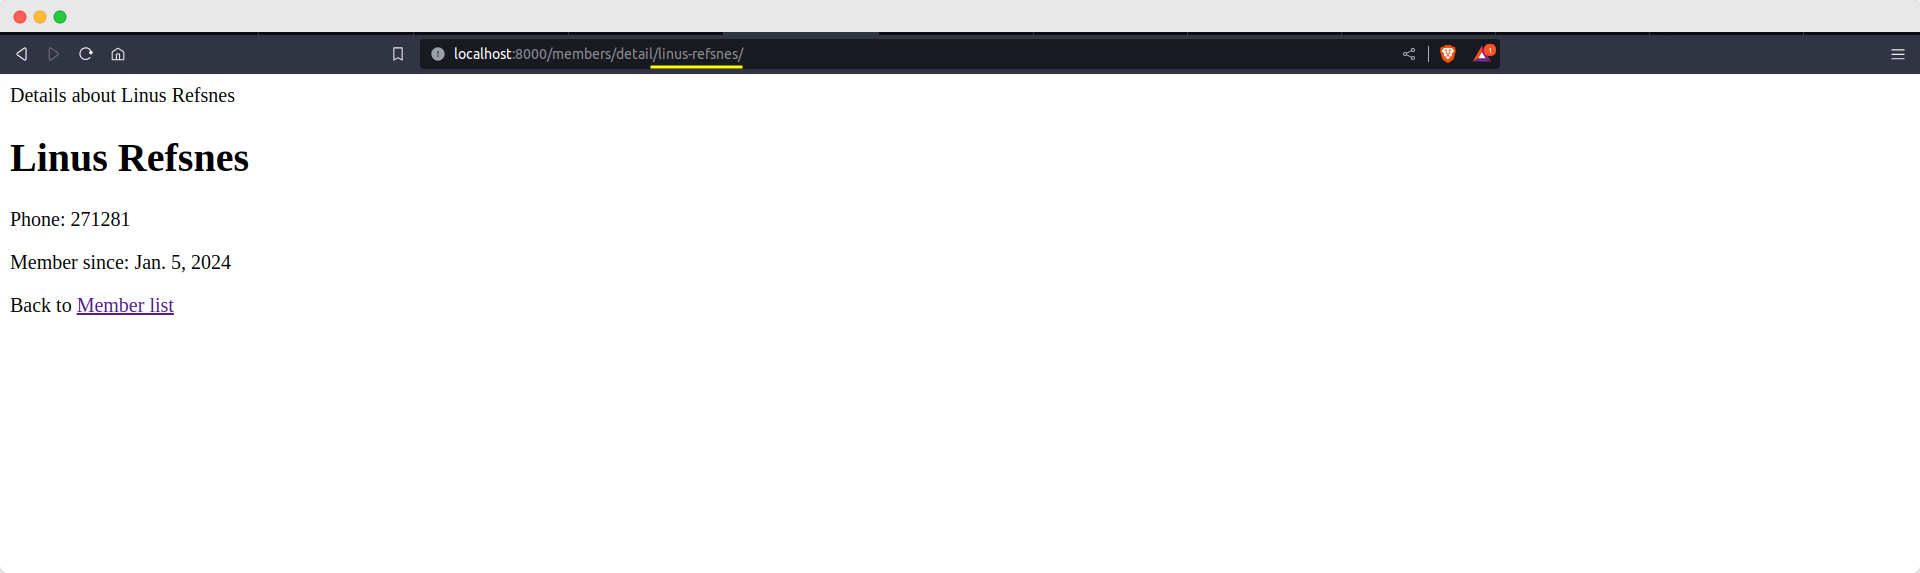 localhost:8000/members/detail/linus-refsnes/
1
Details about Linus Refsnes
Linus Refsnes
Phone: 271281
Member since: Jan. 5, 2024
Back to Member list